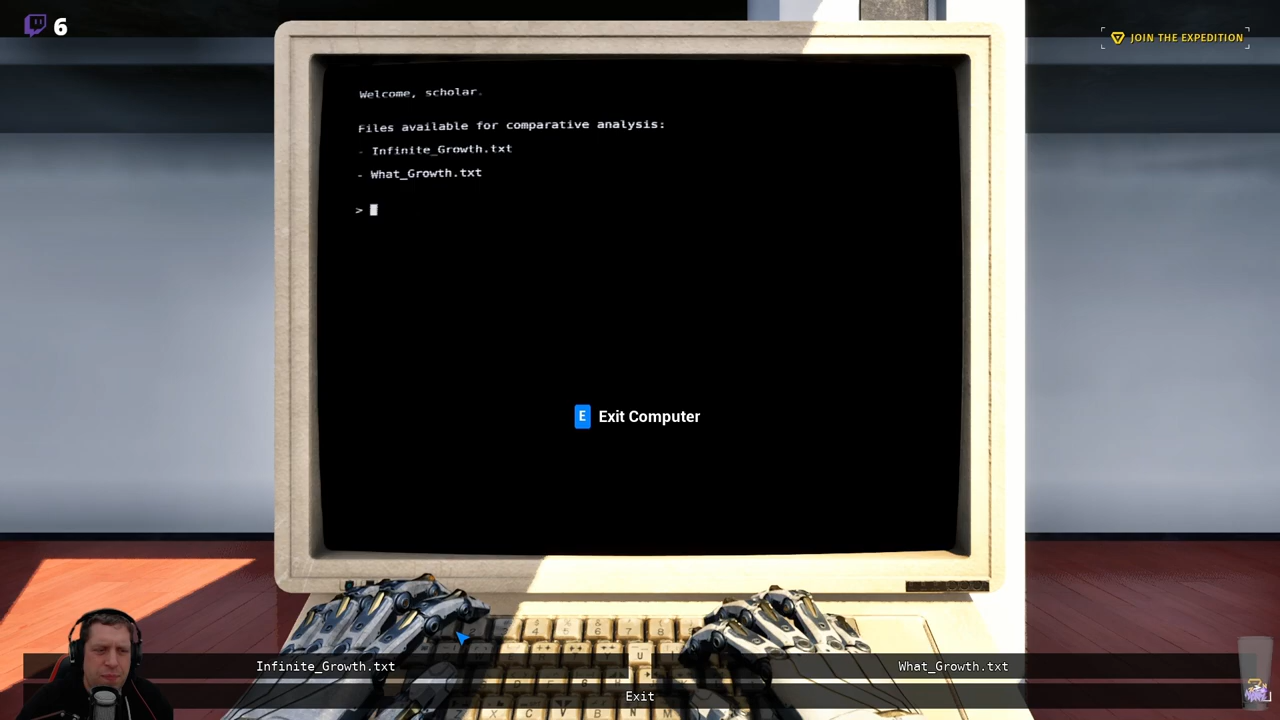 6
JOIN THE EXPEDITION
Welcome, scholar.
Files available for comparative analysis:
- Infinite_Growth.txt
- What_Growth.txt
>
E Exit Computer
Infinite_Growth.txt
What_Growth.txt
Exit